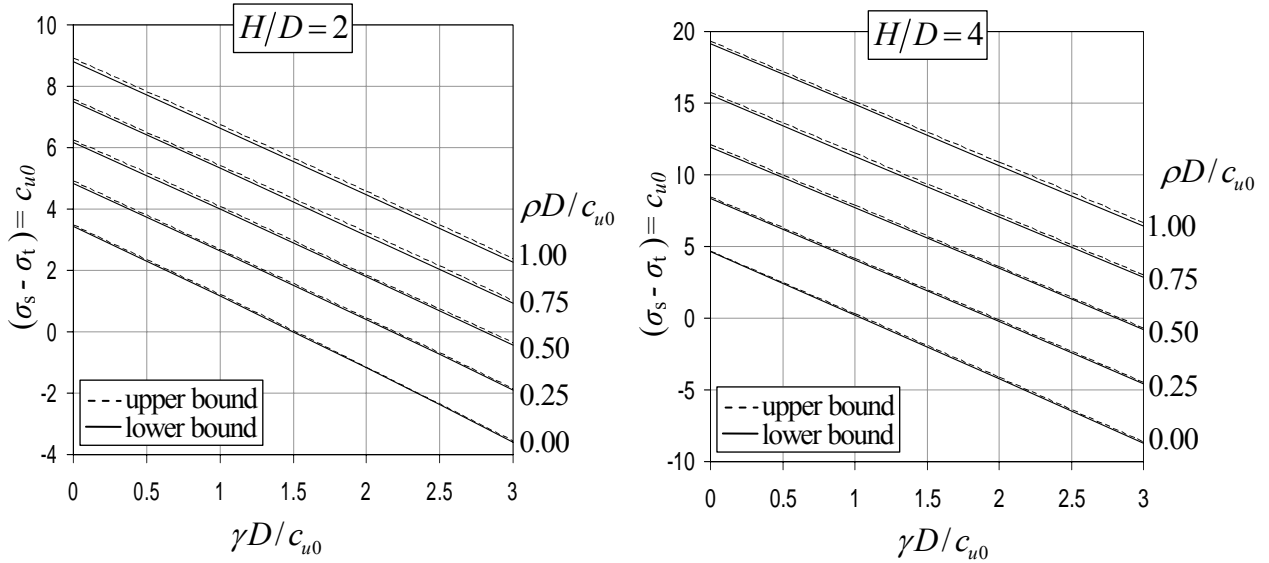 H/D = 2
10
8
6
4
2
0
-2
-4
(σs - σt) = cu0
upper bound
lower bound
0 0.5 1 1.5 2 2.5 3
γD/cu0
ρD/cu0
1.00
0.75
0.50
0.25
0.00
H/D = 4
20
15
10
5
0
-5
-10
(σs - σt) = cu0
upper bound
lower bound
0 0.5 1 1.5 2 2.5 3
γD/cu0
ρD/cu0
1.00
0.75
0.50
0.25
0.00